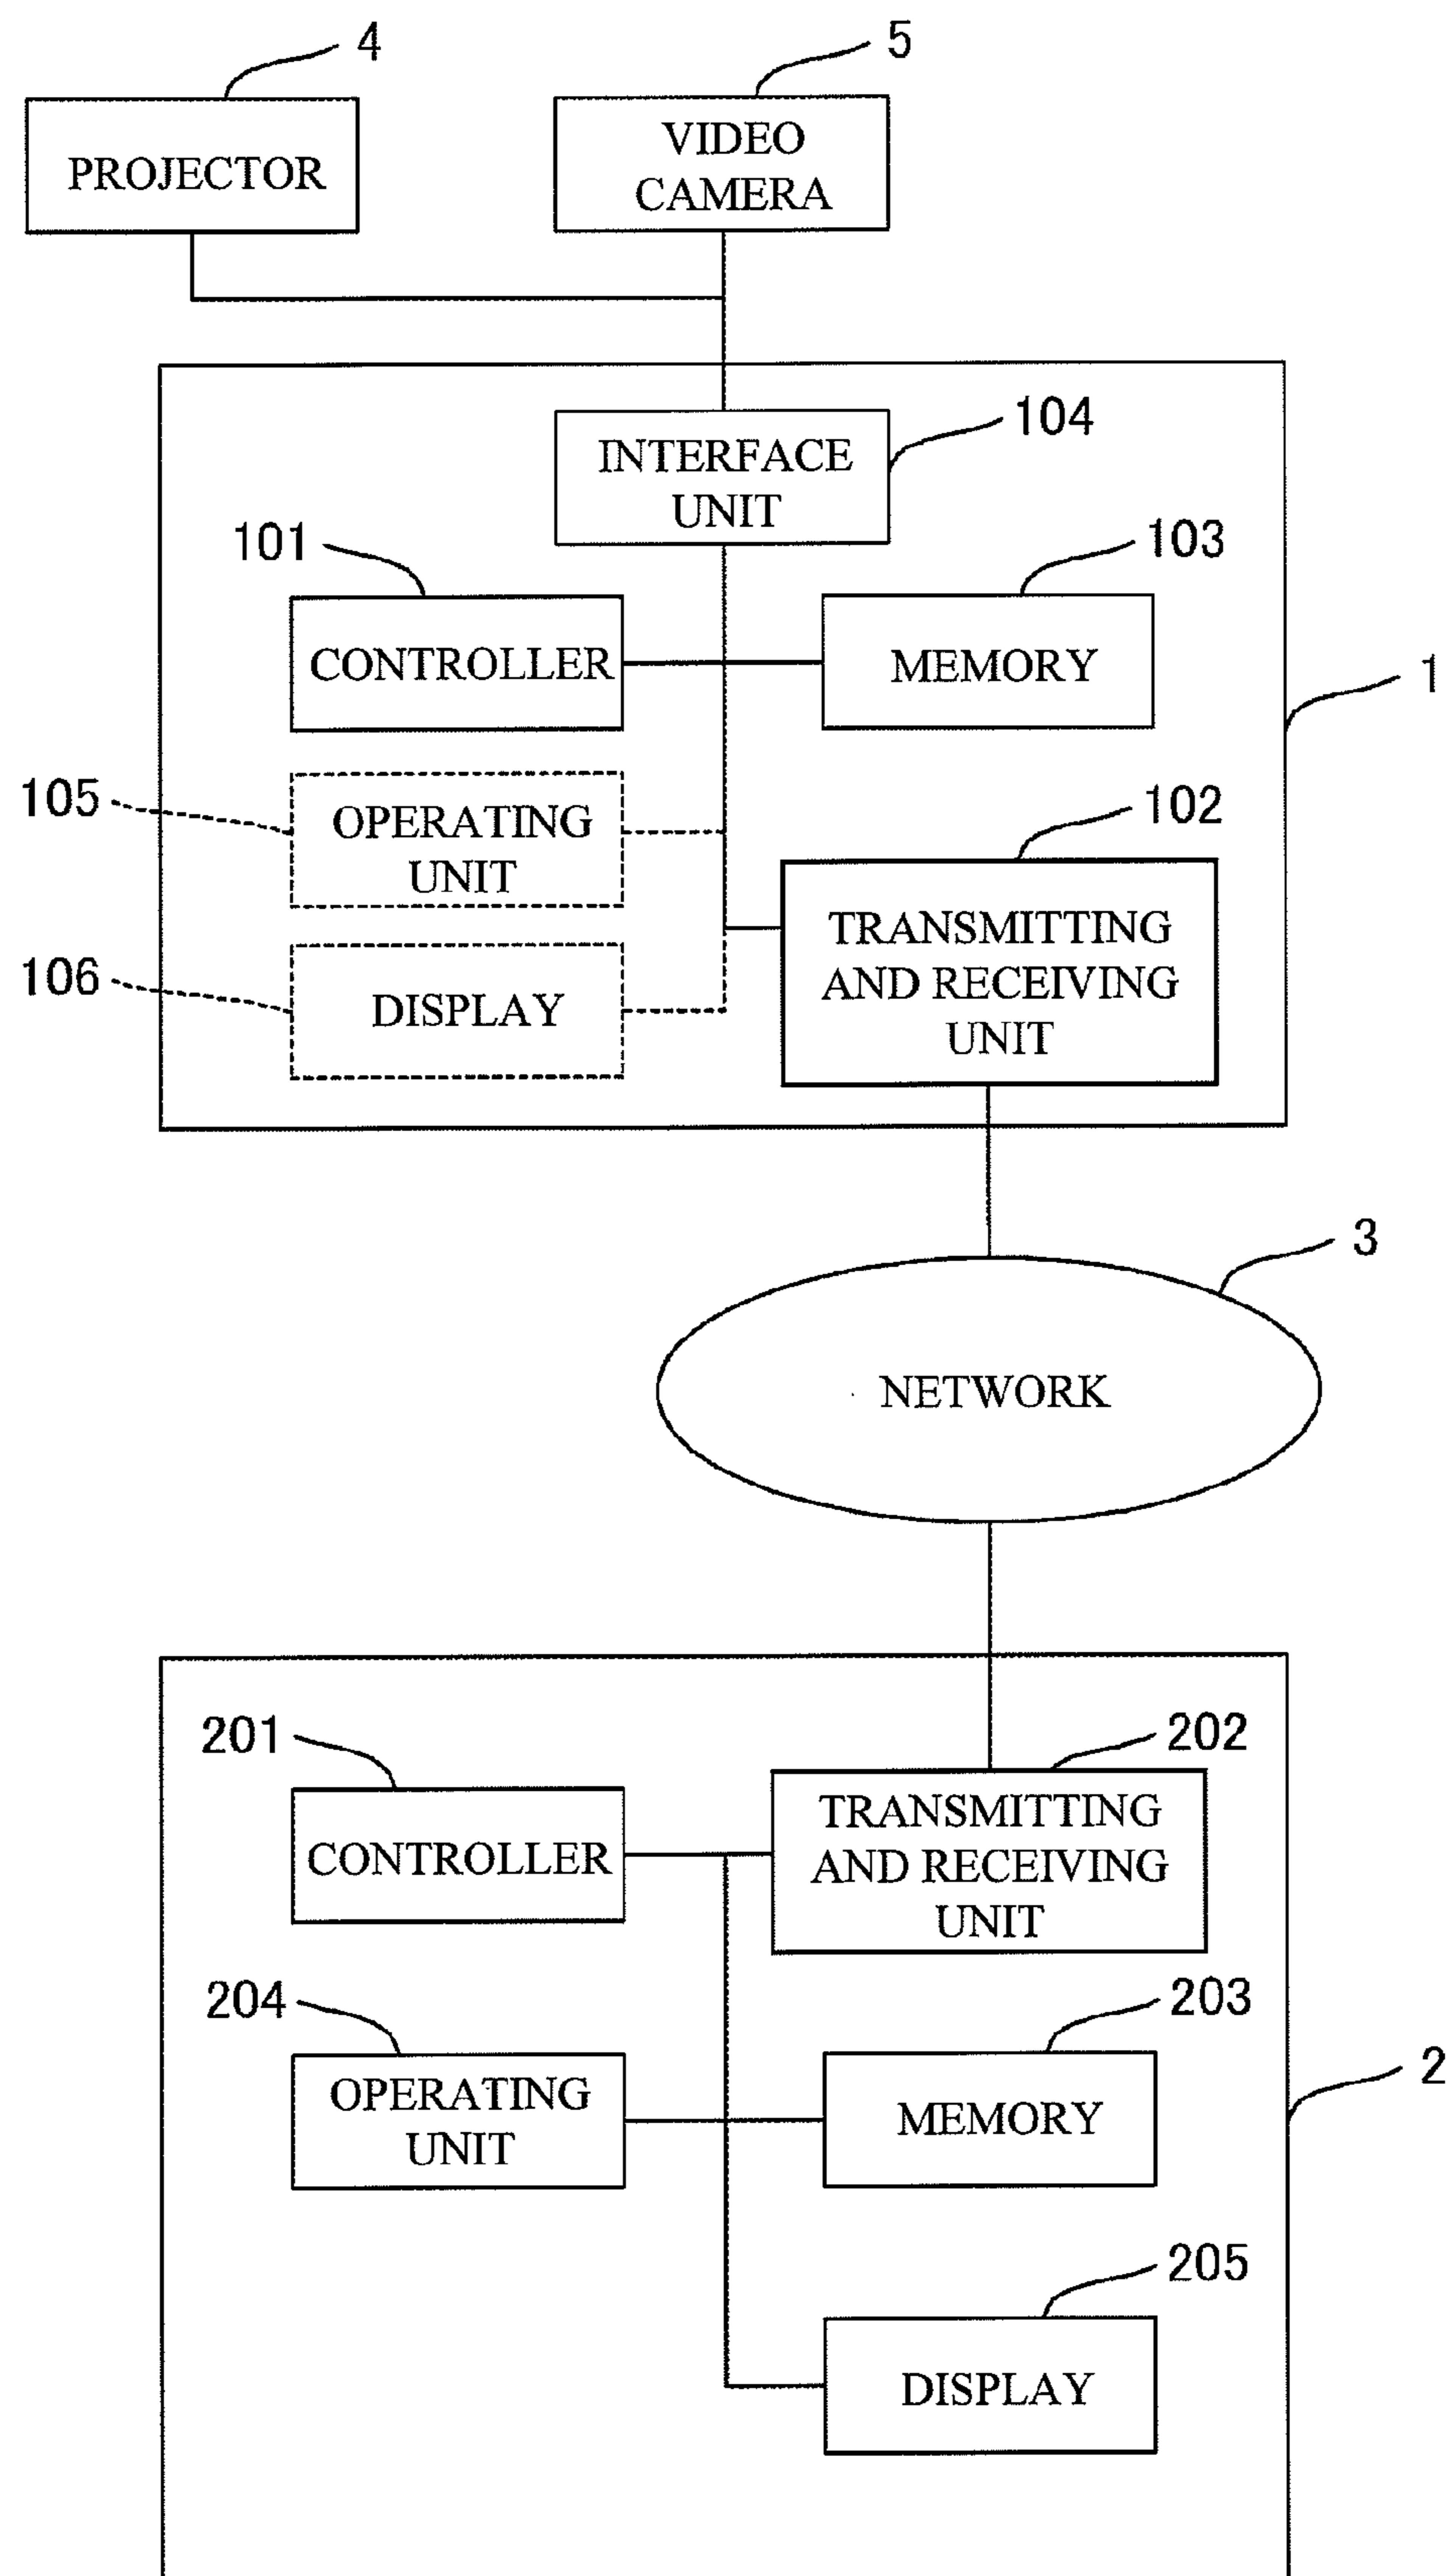 4
5
PROJECTOR
VIDEO
CAMERA
104
INTERFACE
UNIT
101
103
CONTROLLER
MEMORY
1
105
OPERATING
UNIT
102
TRANSMITTING
AND RECEIVING
UNIT
106
DISPLAY
3
NETWORK
201
202
CONTROLLER
TRANSMITTING
AND RECEIVING
UNIT
204
203
OPERATING
UNIT
MEMORY
2
205
DISPLAY